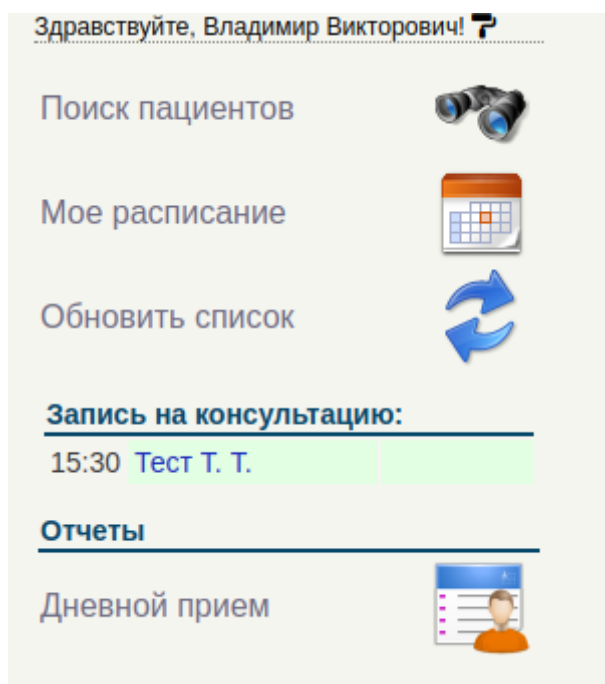 Здравствуйте, Владимир Викторович!
Поиск пациентов
Мое расписание
Обновить список
Запись на консультацию:
15:30 Тест Т. Т.
Отчеты
Дневной прием